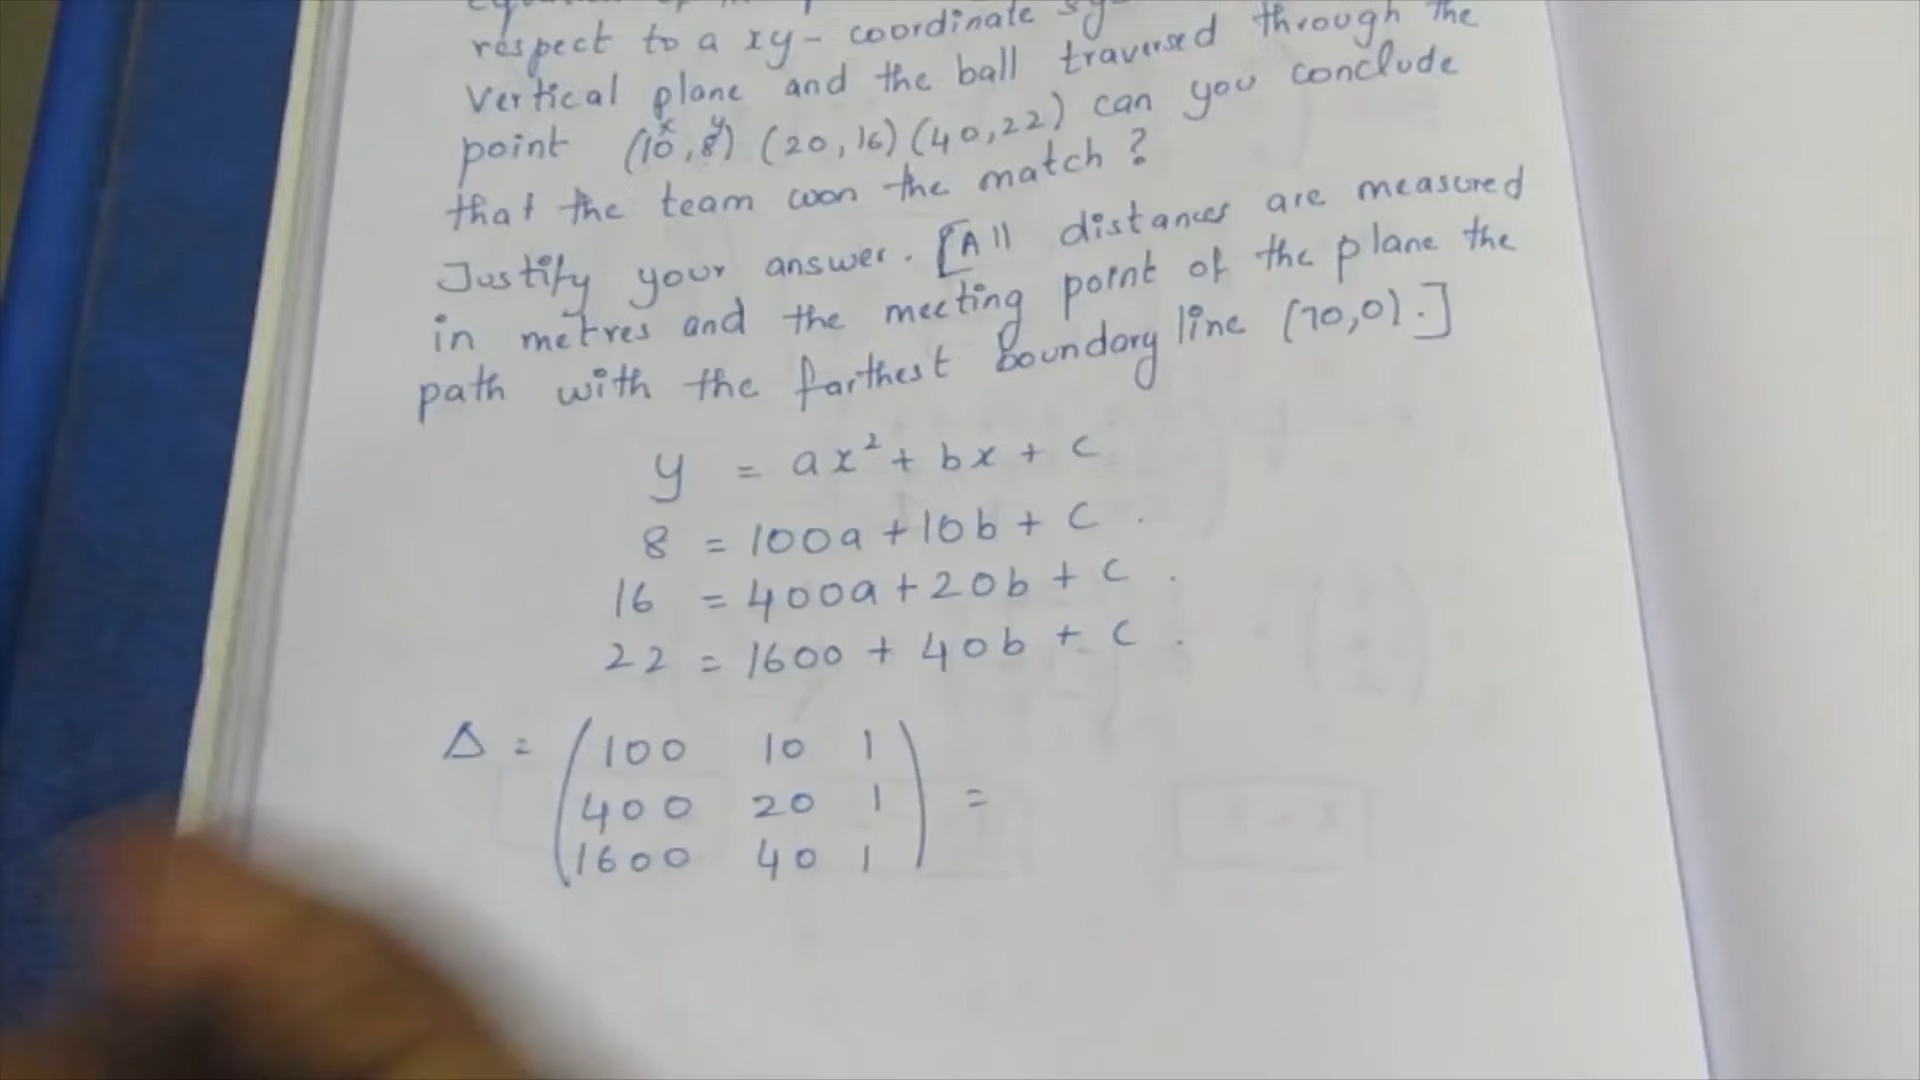 respect to a xy - coordinate
Vertical plane and the ball traversed through the
point (10, 8) (20, 16) (40, 22) can you conclude
x y
that the team won the match ?
Justify your answer. [All distances are measured
in metres and the meeting point of the plane the
path with the farthest boundary line (70,0).]
y = ax² + bx + c
8 = 100a + 10b + c .
16 = 400a + 20b + c .
22 = 1600 + 40b + c .
Δ = (100 10 1
400 20 1 ) =
1600 40 1